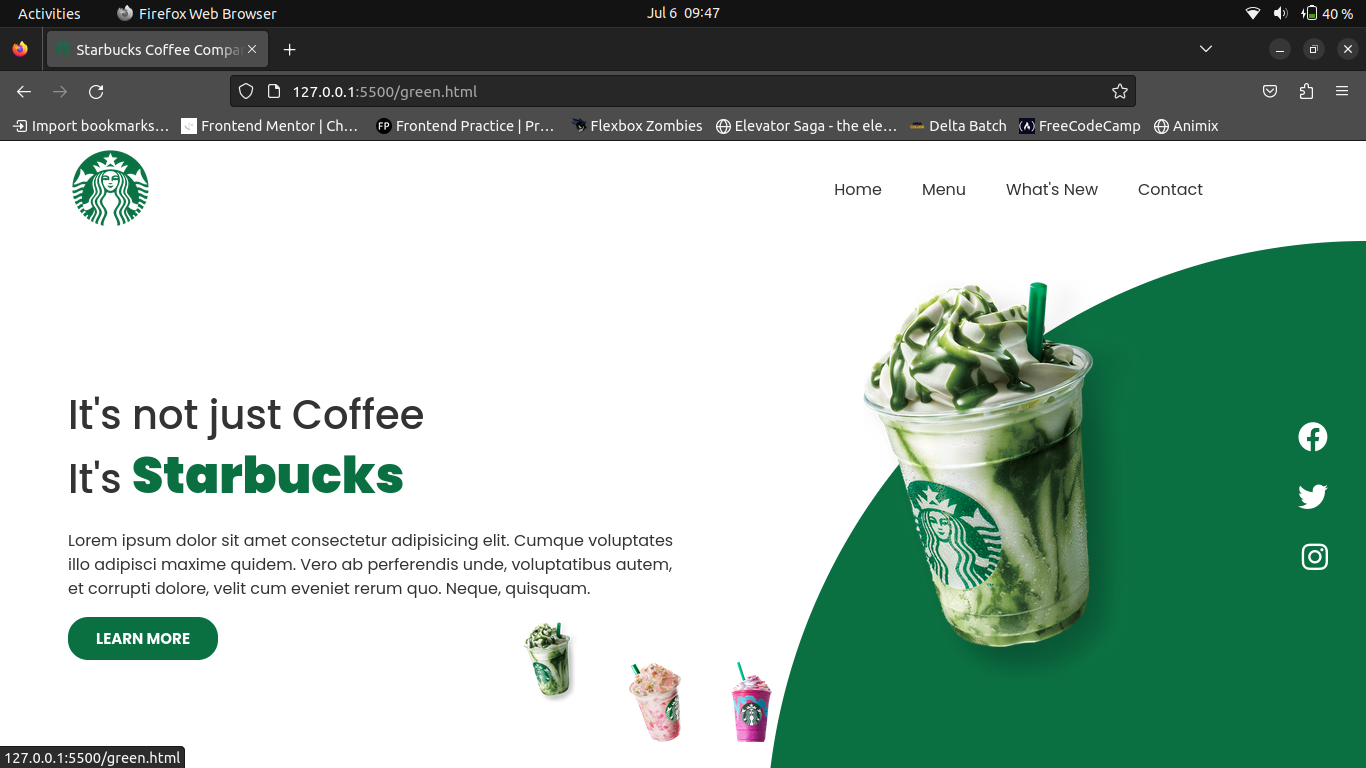 Activities
Firefox Web Browser
Jul 6 09:47
40 %
Starbucks Coffee Compa
127.0.0.1:5500/green.html
Import bookmarks…
Frontend Mentor | Ch…
FP
Frontend Practice | Pr…
Flexbox Zombies
Elevator Saga - the ele…
Delta Batch
FreeCodeCamp
Animix
Home
Menu
What's New
Contact
It's not just Coffee
It's Starbucks
Lorem ipsum dolor sit amet consectetur adipisicing elit. Cumque voluptates
illo adipisci maxime quidem. Vero ab perferendis unde, voluptatibus autem,
et corrupti dolore, velit cum eveniet rerum quo. Neque, quisquam.
LEARN MORE
127.0.0.1:5500/green.html